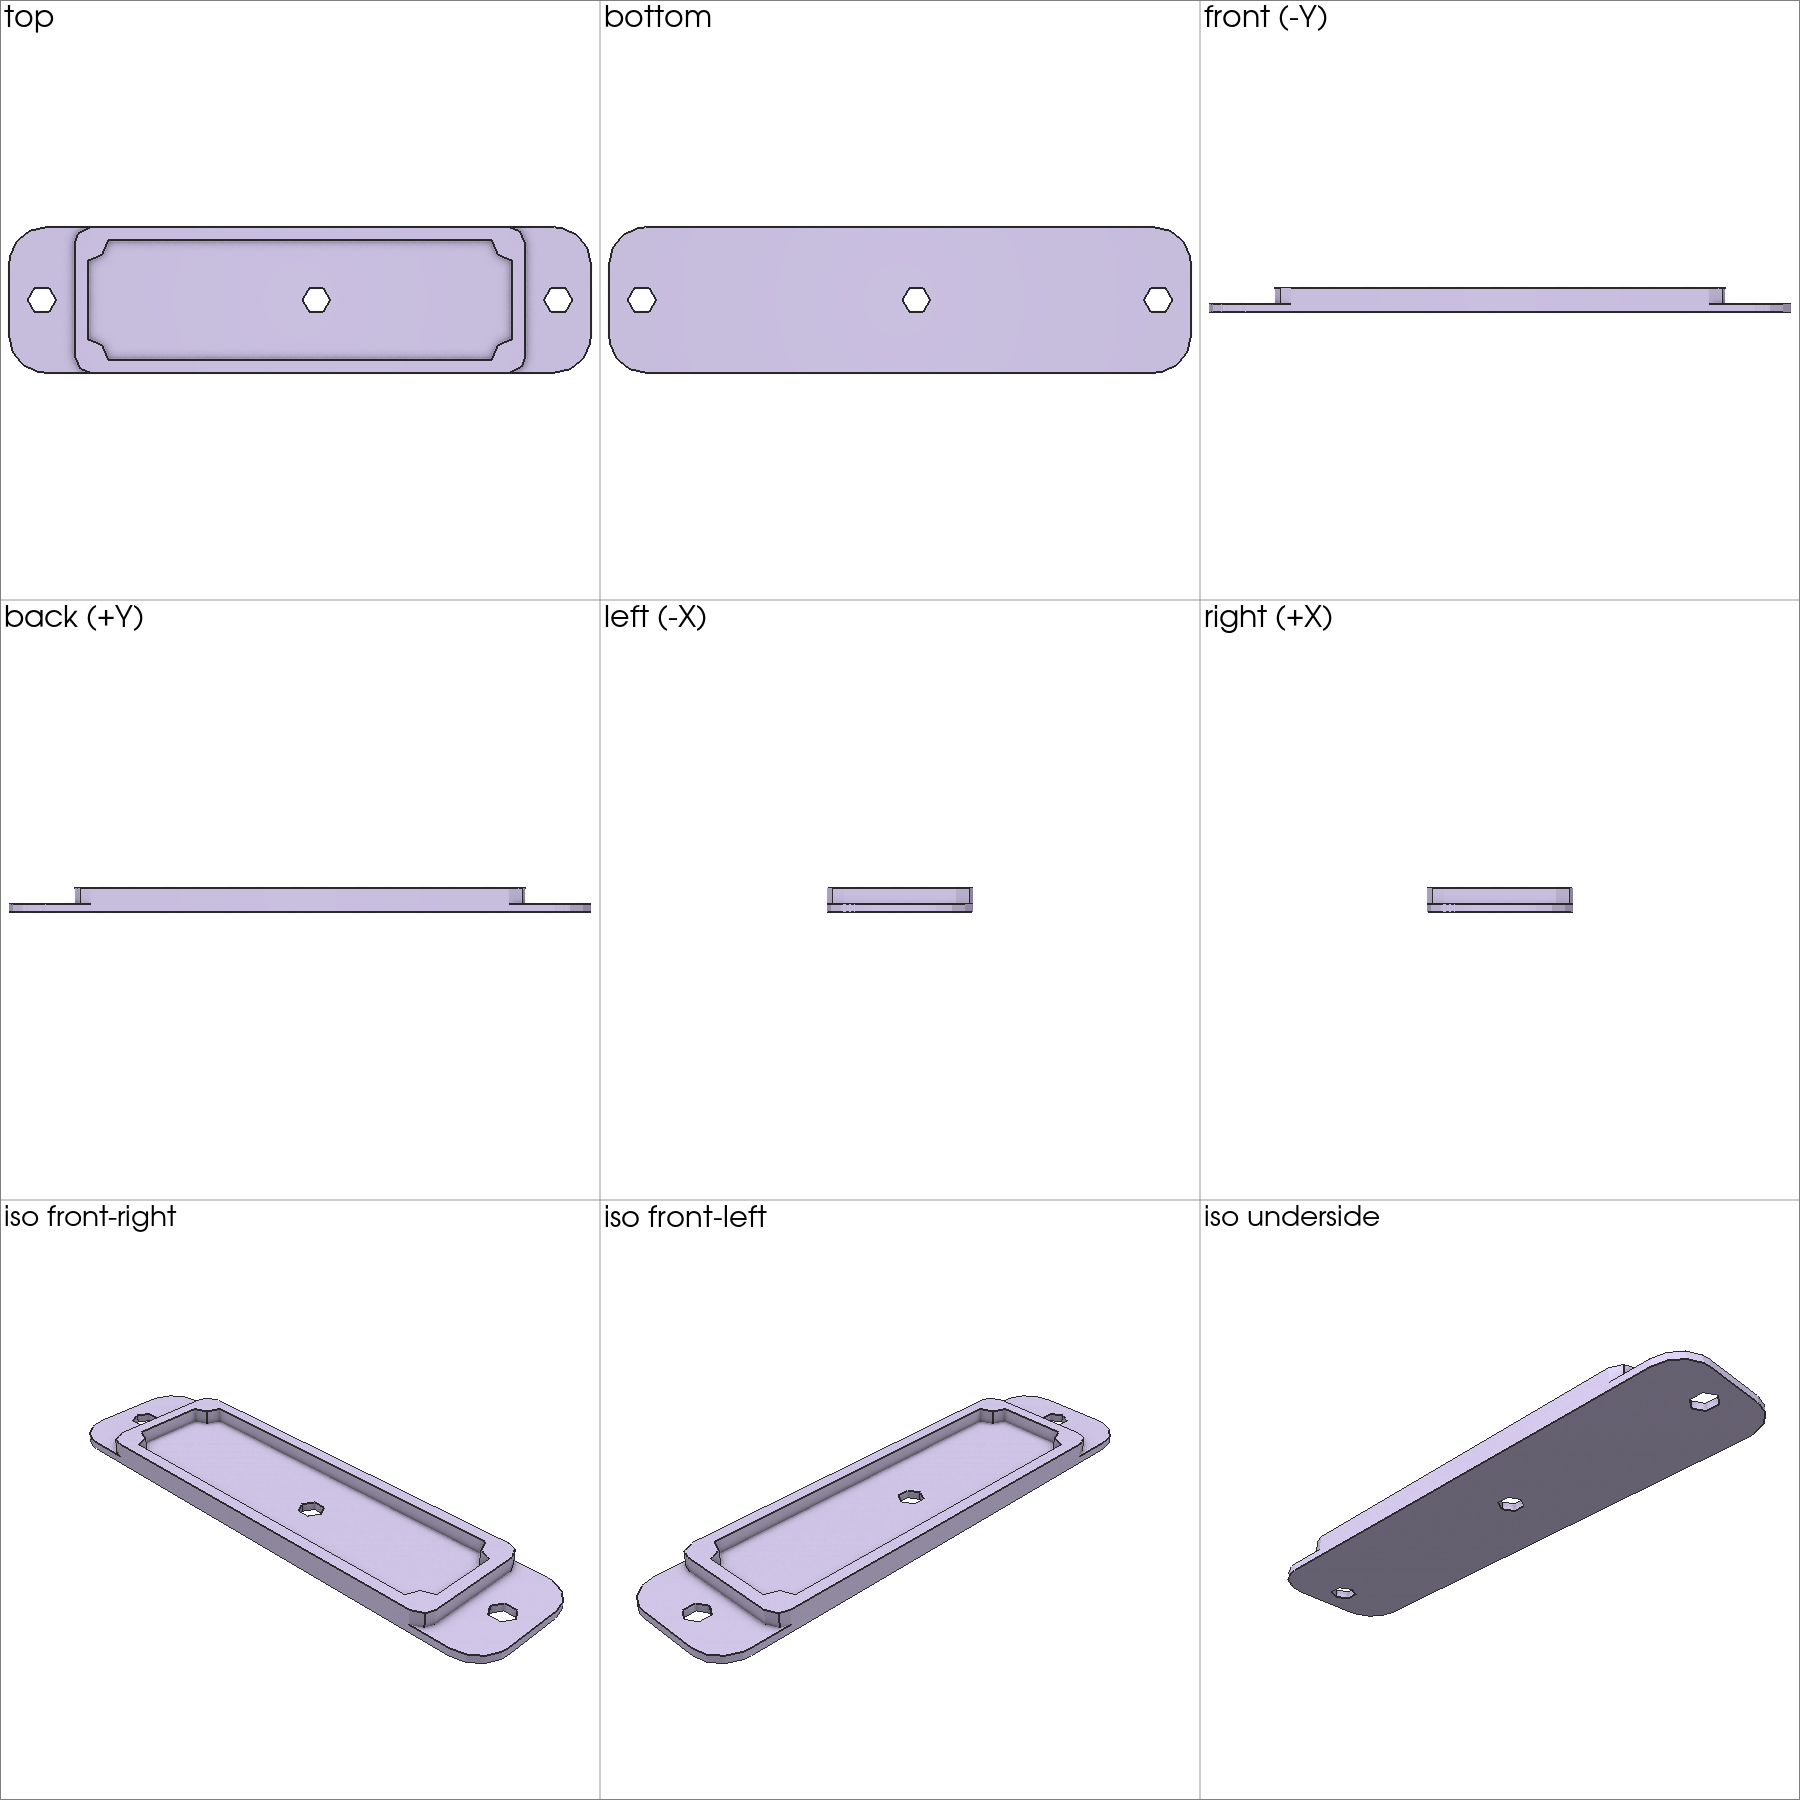 top
bottom
front (-Y)
back (+Y)
left (-X)
right (+X)
iso front-right
iso front-left
iso underside